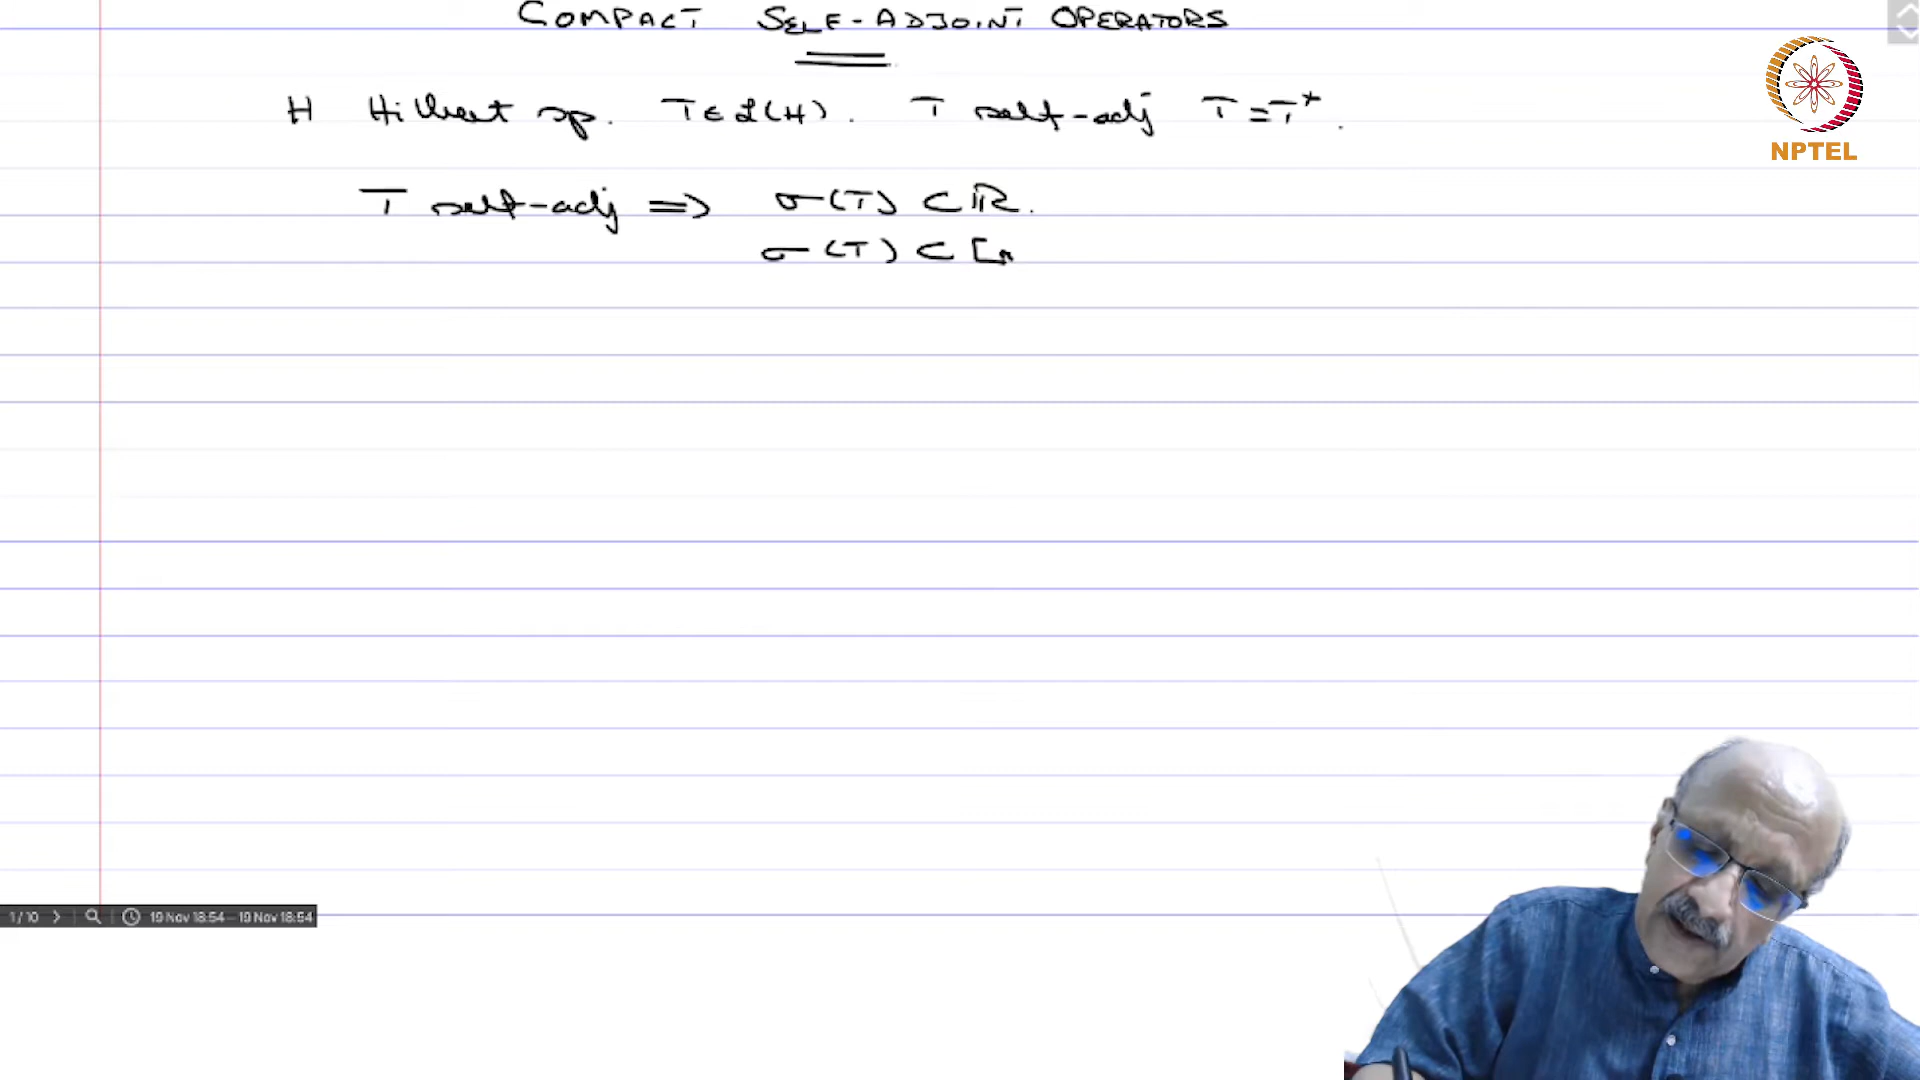 COMPACT SELF-ADJOINT OPERATORS
H Hilbert sp. T ∈ 𝓛(H). T self-adj T = T*.
NPTEL
T self-adj ⇒ σ(T) ⊂ ℝ.
σ(T) ⊂ [m
1/10 19 Nov 18:54 - 19 Nov 18:54